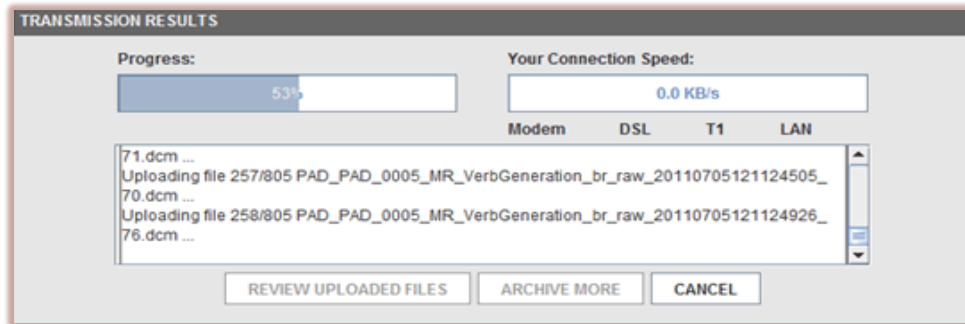 TRANSMISSION RESULTS
Progress:
Your Connection Speed:
53%
0.0 KB/s
Modem DSL T1 LAN
71.dcm ...
Uploading file 257/805 PAD_PAD_0005_MR_VerbGeneration_br_raw_20110705121124505_
70.dcm ...
Uploading file 258/805 PAD_PAD_0005_MR_VerbGeneration_br_raw_20110705121124926_
76.dcm ...
REVIEW UPLOADED FILES
ARCHIVE MORE
CANCEL